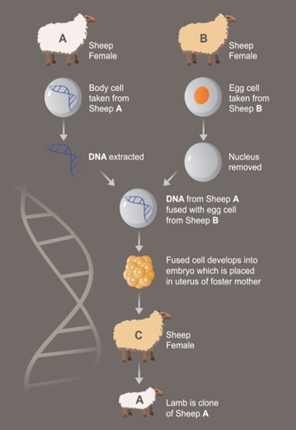 A
Sheep
Female
B
Sheep
Female
Body cell
taken from
Sheep A
Egg cell
taken from
Sheep B
DNA extracted
Nucleus
removed
DNA from Sheep A
fused with egg cell
from Sheep B
Fused cell develops into
embryo which is placed
in uterus of foster mother
C
Sheep
Female
A
Lamb is clone
of Sheep A